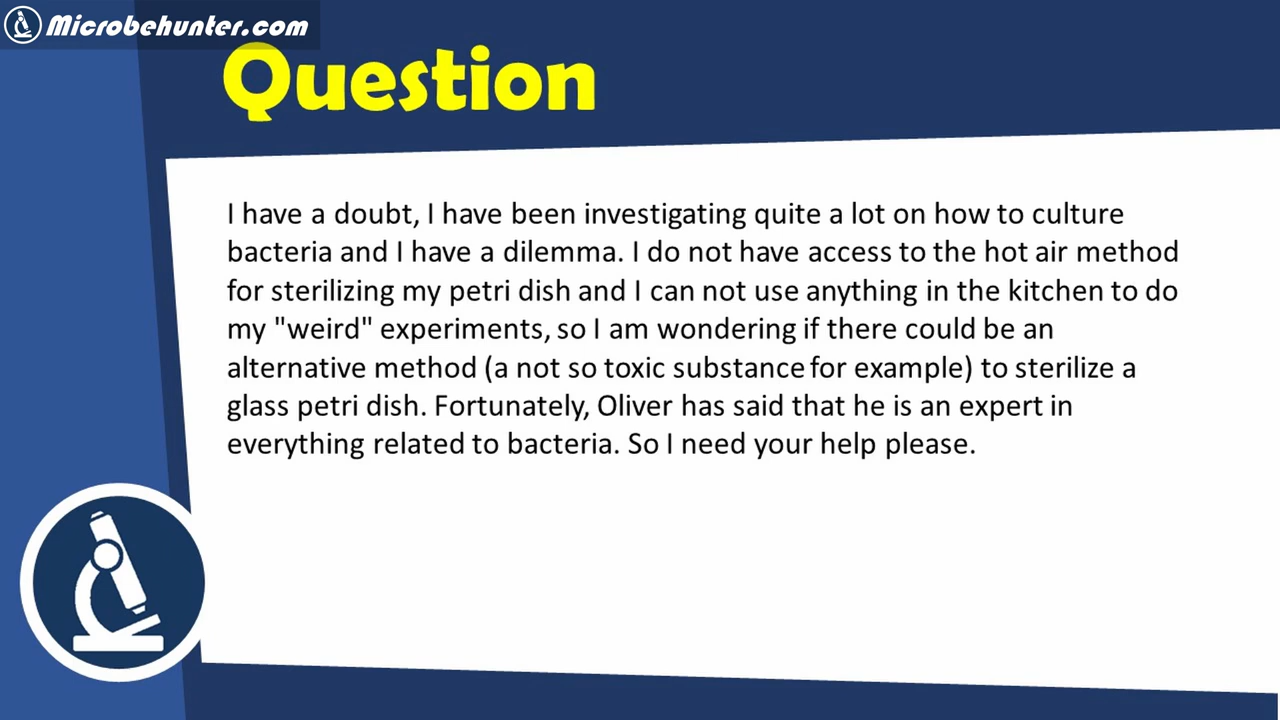 Microbehunter.com
Question
I have a doubt, I have been investigating quite a lot on how to culture
bacteria and I have a dilemma. I do not have access to the hot air method
for sterilizing my petri dish and I can not use anything in the kitchen to do
my "weird" experiments, so I am wondering if there could be an
alternative method (a not so toxic substance for example) to sterilize a
glass petri dish. Fortunately, Oliver has said that he is an expert in
everything related to bacteria. So I need your help please.